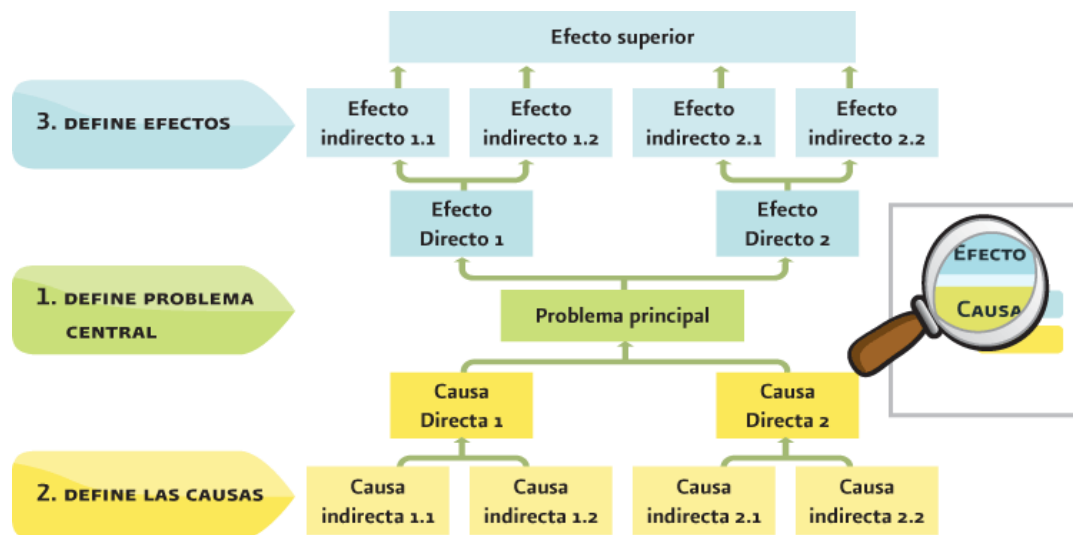 Efecto superior
3. DEFINE EFECTOS
Efecto
indirecto 1.1
Efecto
indirecto 1.2
Efecto
indirecto 2.1
Efecto
indirecto 2.2
Efecto
Directo 1
Efecto
Directo 2
EFECTO
CAUSA
1. DEFINE PROBLEMA
CENTRAL
Problema principal
Causa
Directa 1
Causa
Directa 2
2. DEFINE LAS CAUSAS
Causa
indirecta 1.1
Causa
indirecta 1.2
Causa
indirecta 2.1
Causa
indirecta 2.2